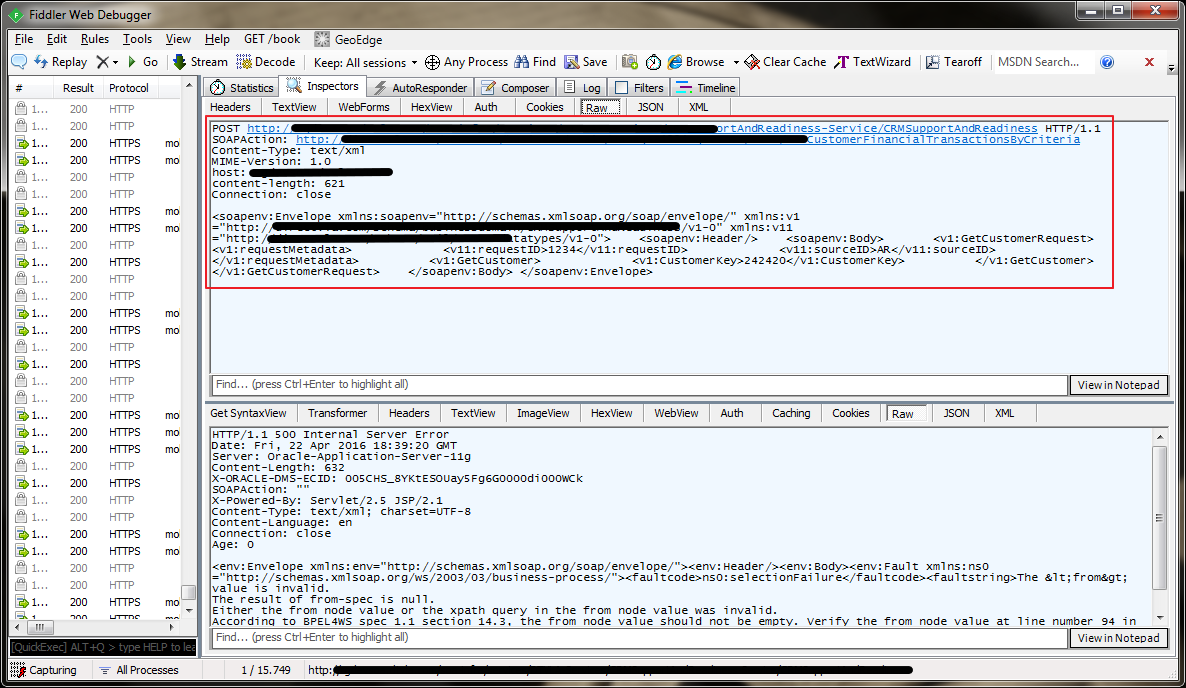 Fiddler Web Debugger
File Edit Rules Tools View Help GET /book GeoEdge
Replay Go Stream Decode Keep: All sessions Any Process Find Save Browse Clear Cache TextWizard Tearoff MSDN Search...
# Result Protocol
1... 200 HTTP
1... 200 HTTP
1... 200 HTTPS mo
1... 200 HTTPS mo
1... 200 HTTP
1... 200 HTTP
1... 200 HTTPS mo
1... 200 HTTPS mo
1... 200 HTTP
1... 200 HTTPS mo
1... 200 HTTP
1... 200 HTTP
1... 200 HTTPS mo
1... 200 HTTPS mo
1... 200 HTTP
1... 200 HTTPS
1... 200 HTTP
1... 200 HTTP
1... 200 HTTPS mo
1... 200 HTTPS mo
1... 200 HTTPS mo
1... 200 HTTP
1... 200 HTTPS
1... 200 HTTP
1... 200 HTTP
1... 200 HTTPS mo
1... 200 HTTPS mo
1... 200 HTTP
1... 200 HTTP
1... 200 HTTPS mo
[QuickExec] ALT+Q > type HELP to lea
Statistics Inspectors AutoResponder Composer Log Filters Timeline
Headers TextView WebForms HexView Auth Cookies Raw JSON XML
POST http:/ ortAndReadiness-Service/CRMSupportAndReadiness HTTP/1.1
SOAPAction: http:/ CustomerFinancialTransactionsByCriteria
Content-Type: text/xml
MIME-Version: 1.0
host:
content-length: 621
Connection: close
<soapenv:Envelope xmlns:soapenv="http://schemas.xmlsoap.org/soap/envelope/" xmlns:v1
="http:/ /v1-0" xmlns:v11
="http:/ tatypes/v1-0"> <soapenv:Header/> <soapenv:Body> <v1:GetCustomerRequest>
<v1:requestMetadata> <v11:requestID>1234</v11:requestID> <v11:sourceID>AR</v11:sourceID>
</v1:requestMetadata> <v1:GetCustomer> <v1:CustomerKey>242420</v1:CustomerKey> </v1:GetCustomer>
</v1:GetCustomerRequest> </soapenv:Body> </soapenv:Envelope>
Find... (press Ctrl+Enter to highlight all) View in Notepad
Get SyntaxView Transformer Headers TextView ImageView HexView WebView Auth Caching Cookies Raw JSON XML
HTTP/1.1 500 Internal Server Error
Date: Fri, 22 Apr 2016 18:39:20 GMT
Server: Oracle-Application-Server-11g
Content-Length: 632
X-ORACLE-DMS-ECID: 005CHS_8YKtESOUay5Fg6GO000di000WCk
SOAPAction: ""
X-Powered-By: Servlet/2.5 JSP/2.1
Content-Type: text/xml; charset=UTF-8
Content-Language: en
Connection: close
Age: 0
<env:Envelope xmlns:env="http://schemas.xmlsoap.org/soap/envelope/"><env:Header/><env:Body><env:Fault xmlns:ns0
="http://schemas.xmlsoap.org/ws/2003/03/business-process/"><faultcode>ns0:selectionFailure</faultcode><faultstring>The &lt;from&gt;
value is invalid.
The result of from-spec is null.
Either the from node value or the xpath query in the from node value was invalid.
According to BPEL4WS spec 1.1 section 14.3, the from node value should not be empty. Verify the from node value at line number 94 in
Find... (press Ctrl+Enter to highlight all) View in Notepad
Capturing All Processes 1 / 15.749 http:/